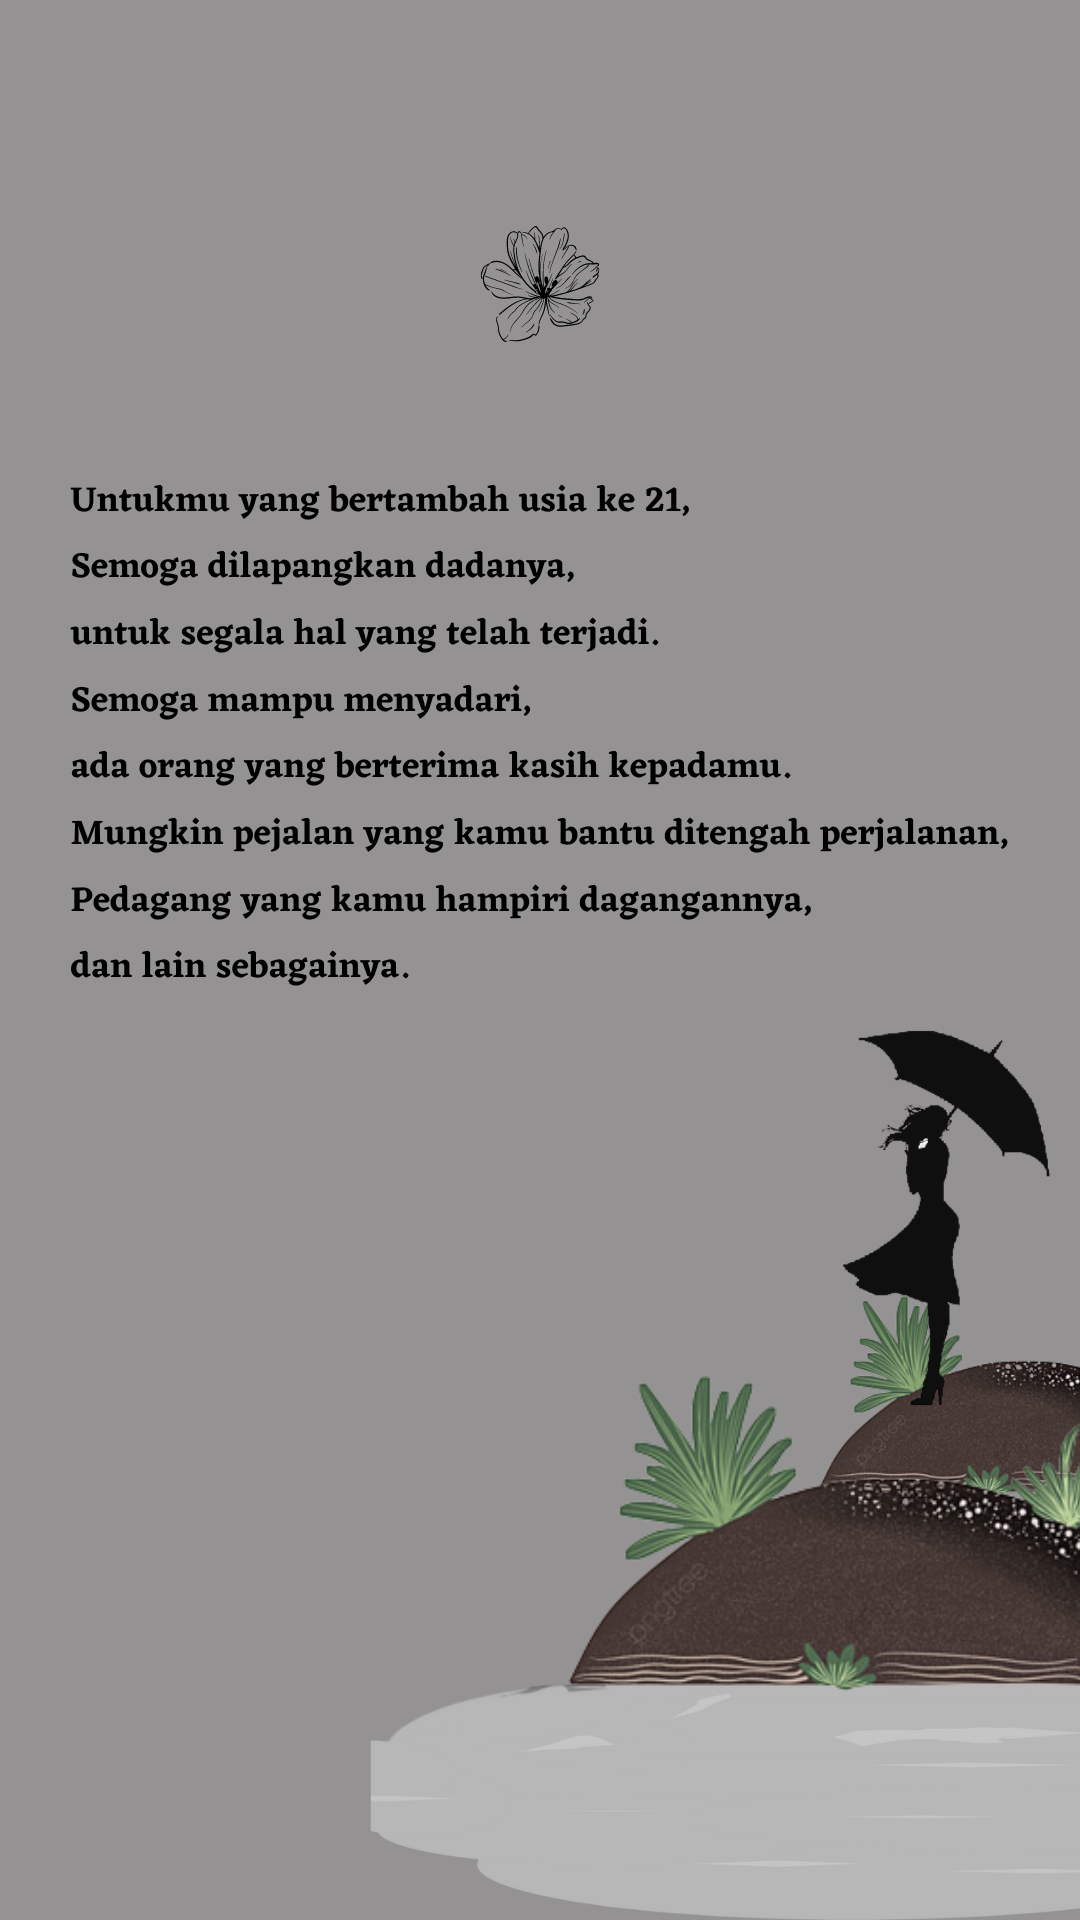 Untukmu yang bertambah usia ke 21,
Semoga dilapangkan dadanya,
untuk segala hal yang telah terjadi.
Semoga mampu menyadari,
ada orang yang berterima kasih kepadamu.
Mungkin pejalan yang kamu bantu ditengah perjalanan,
Pedagang yang kamu hampiri dagangannya,
dan lain sebagainya.
pngtree
pngtree